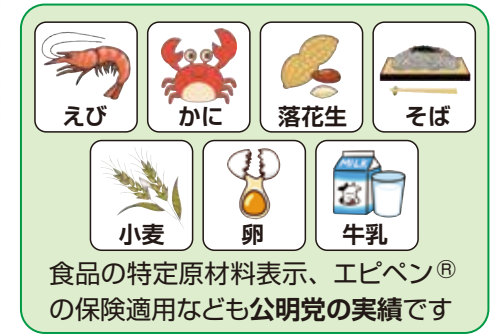 えび
かに
落花生
そば
小麦
卵
牛乳
MILK
食品の特定原材料表示、エピペン®
の保険適用なども公明党の実績です